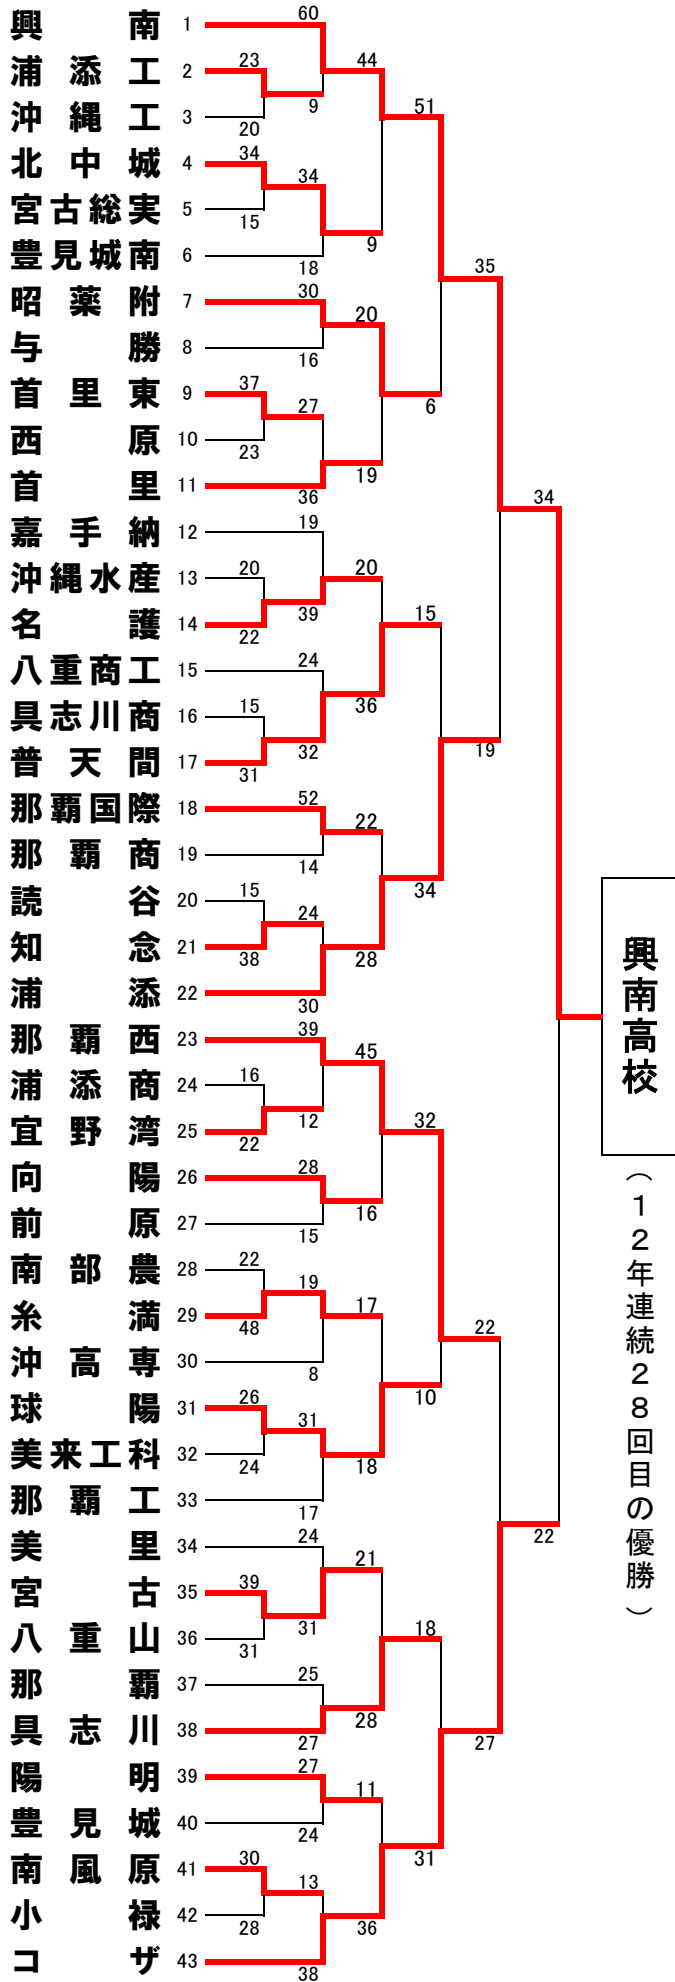 興南 1 60
浦添工 2 23 44
沖縄工 3 20 9 51
北中城 4 34 34
宮古総実 5 15 9
豊見城南 6 18 35
昭薬附 7 30 20
与勝 8 16
首里東 9 37 27 6
西原 10 23 19
首里 11 36 34
嘉手納 12 19
沖縄水産 13 20 20
名護 14 22 39 15
八重商工 15 24
具志川商 16 15 36 19
普天間 17 31 32
那覇国際 18 52 22
那覇商 19 14
読谷 20 15 24 34
知念 21 38 28
浦添 22 30
那覇西 23 39 45
浦添商 24 16
宜野湾 25 22 12 32
向陽 26 28
前原 27 15 16
南部農 28 22 19
糸満 29 48 17 22
沖高専 30 8
球陽 31 26 31 10
美来工科 32 24 18
那覇工 33 17
美里 34 24 22
宮古 35 39 21
八重山 36 31 31 18
那覇 37 25
具志川 38 27 28 27
陽明 39 27 11
豊見城 40 24
南風原 41 30 13 31
小禄 42 28 36
コザ 43 38
興南高校
（１２年連続２８回目の優勝）